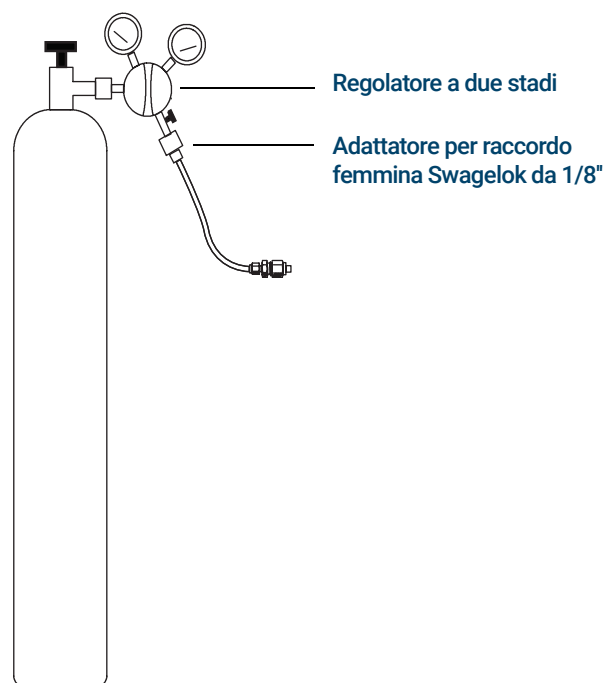 Regolatore a due stadi
Adattatore per raccordo
femmina Swagelok da 1/8"